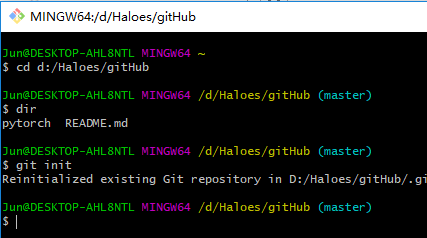 MINGW64:/d/Haloes/gitHub
Jun@DESKTOP-AHL8NTL MINGW64 ~
$ cd d:/Haloes/gitHub
Jun@DESKTOP-AHL8NTL MINGW64 /d/Haloes/gitHub (master)
$ dir
pytorch README.md
Jun@DESKTOP-AHL8NTL MINGW64 /d/Haloes/gitHub (master)
$ git init
Reinitialized existing Git repository in D:/Haloes/gitHub/.gi
Jun@DESKTOP-AHL8NTL MINGW64 /d/Haloes/gitHub (master)
$